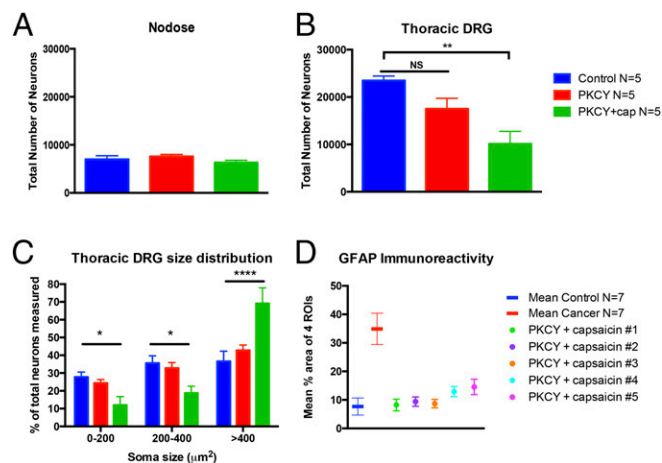 A
Nodose
Total Number of Neurons
30000
20000
10000
0
B
Thoracic DRG
Total Number of Neurons
30000
20000
10000
0
**
NS
Control N=5
PKCY N=5
PKCY+cap N=5
C
Thoracic DRG size distribution
% of total neurons measured
80
70
60
50
40
30
20
10
0
*
*
****
0-200
200-400
>400
Soma size (μm²)
D
GFAP Immunoreactivity
Mean % area of 4 ROIs
50
40
30
20
10
0
Mean Control N=7
Mean Cancer N=7
PKCY + capsaicin #1
PKCY + capsaicin #2
PKCY + capsaicin #3
PKCY + capsaicin #4
PKCY + capsaicin #5